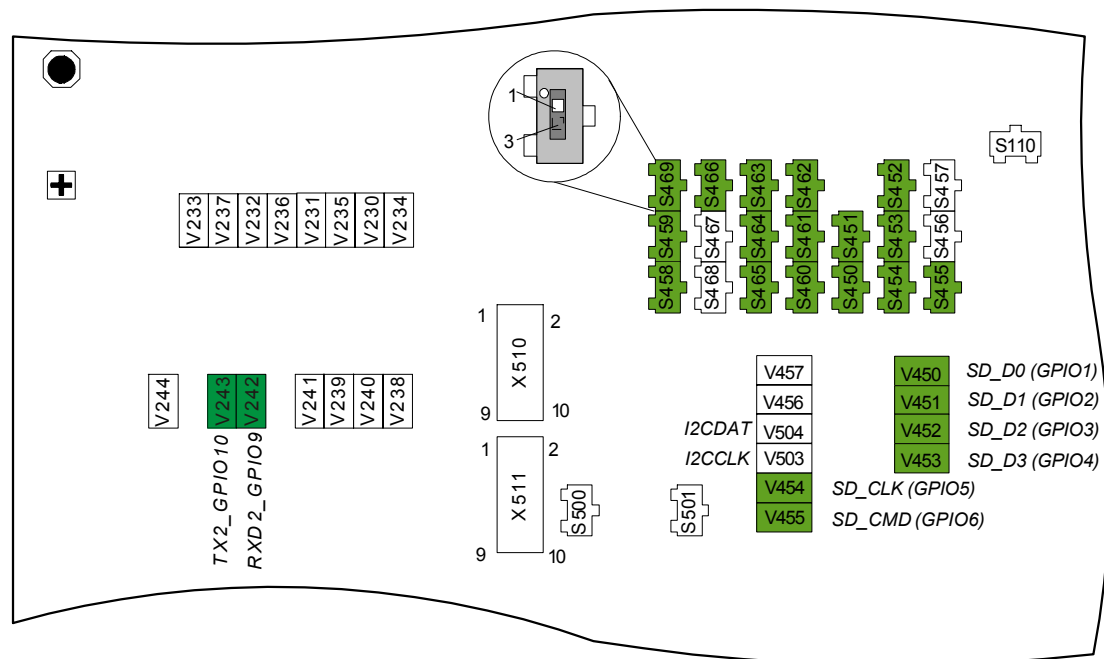 1
3
S110
S469 S466 S463 S462 S452 S457
S459 S467 S464 S461 S451 S453 S456
S458 S468 S465 S460 S450 S454 S455
V233 V237 V232 V236 V231 V235 V230 V234
1 2
X510
9 10
V244 V243 V242 V241 V239 V240 V238
TX2_GPIO10
RXD2_GPIO9
1 2
X511
9 10
S500
S501
V457
V456
I2CDAT V504
I2CCLK V503
V454 SD_CLK (GPIO5)
V455 SD_CMD (GPIO6)
V450 SD_D0 (GPIO1)
V451 SD_D1 (GPIO2)
V452 SD_D2 (GPIO3)
V453 SD_D3 (GPIO4)